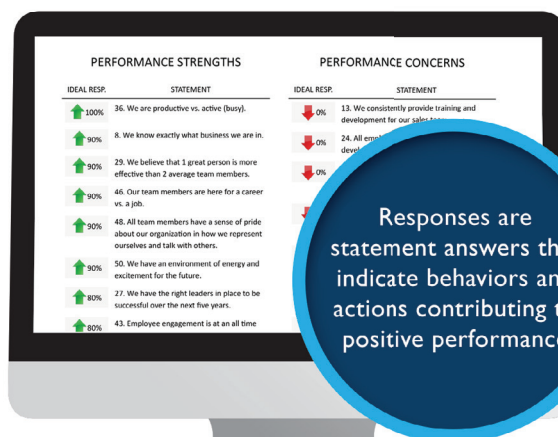 PERFORMANCE STRENGTHS
IDEAL RESP. STATEMENT
100% 36. We are productive vs. active (busy).
90% 8. We know exactly what business we are in.
90% 29. We believe that 1 great person is more
effective than 2 average team members.
90% 46. Our team members are here for a career
vs. a job.
90% 48. All team members have a sense of pride
about our organization in how we represent
ourselves and talk with others.
90% 50. We have an environment of energy and
excitement for the future.
80% 27. We have the right leaders in place to be
successful over the next five years.
80% 43. Employee engagement is at an all time
PERFORMANCE CONCERNS
IDEAL RESP. STATEMENT
0% 13. We consistently provide training and
development for our sales
0% 24. All
0%
Responses are
statement answers
indicate behaviors
actions contributing
positive performance